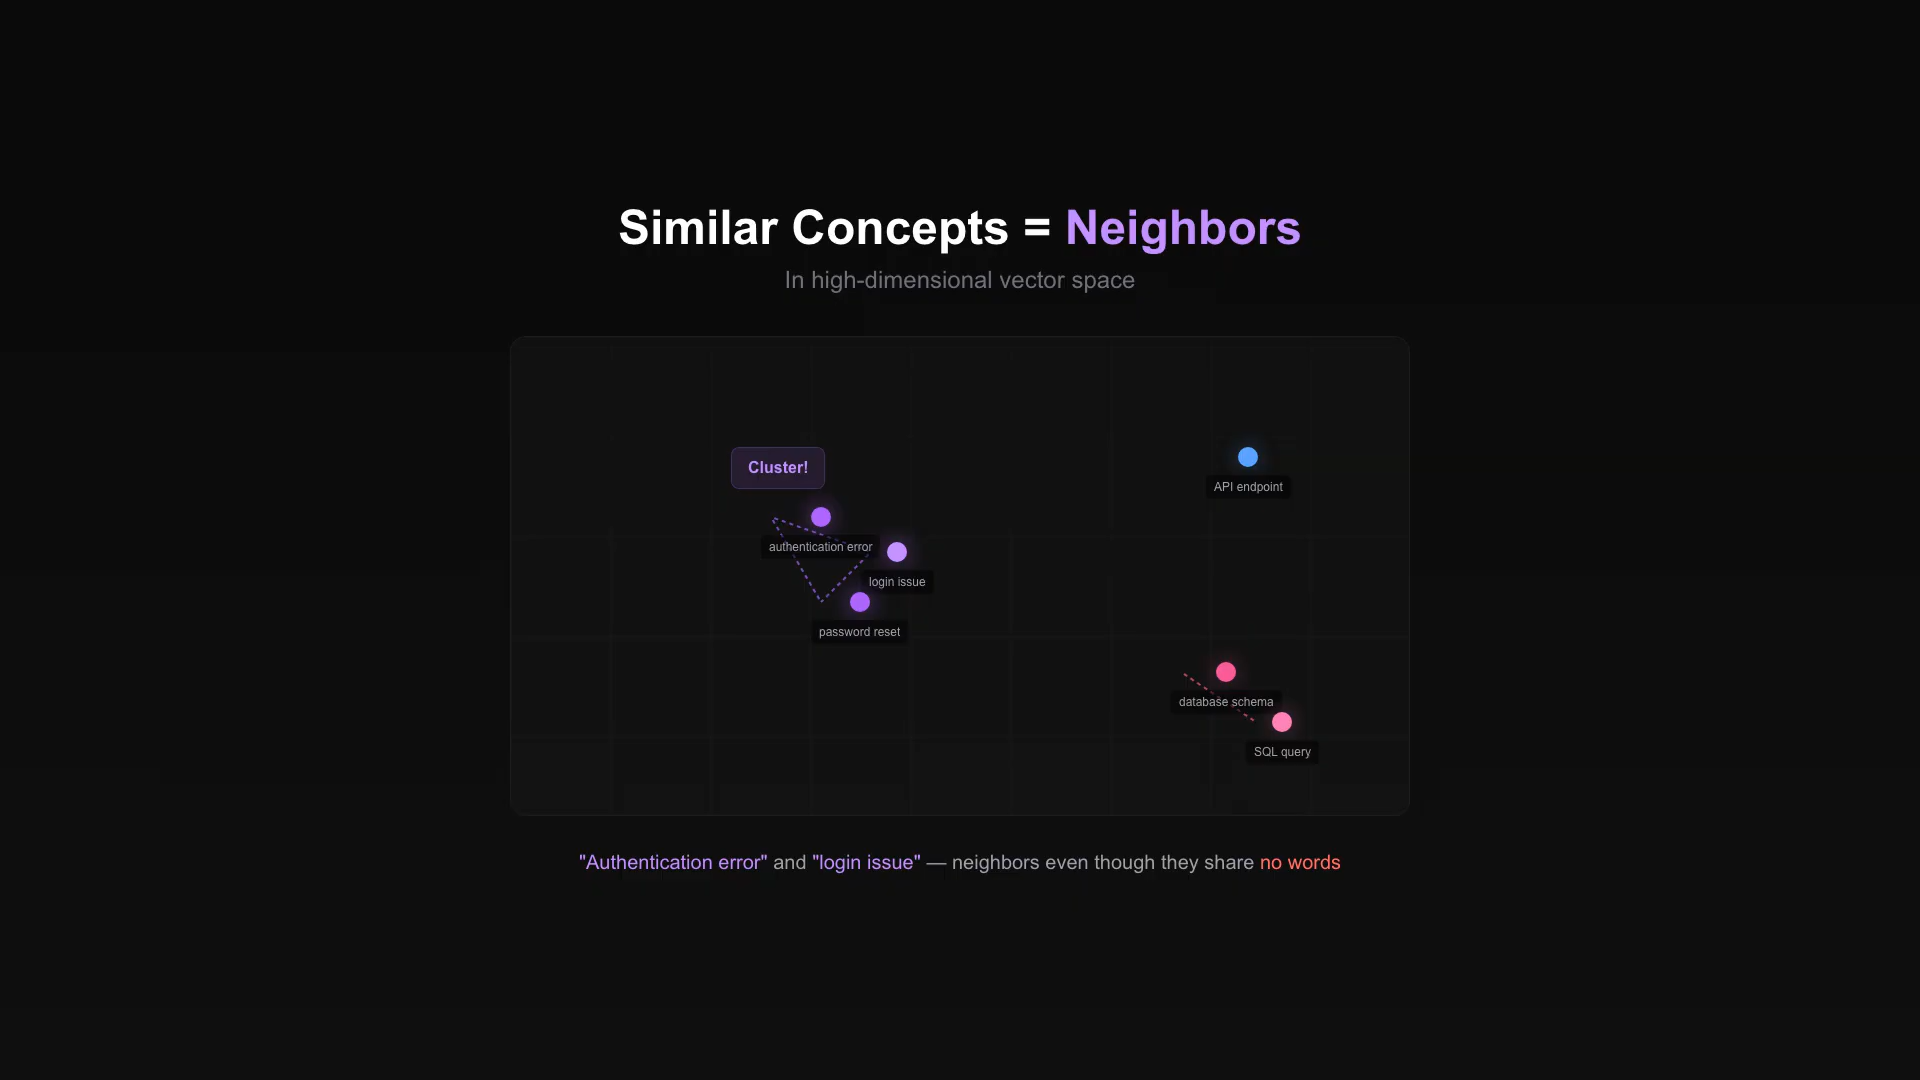 Similar Concepts = Neighbors
In high-dimensional vector space
Cluster!
API endpoint
authentication error
login issue
password reset
database schema
SQL query
"Authentication error" and "login issue" — neighbors even though they share no words